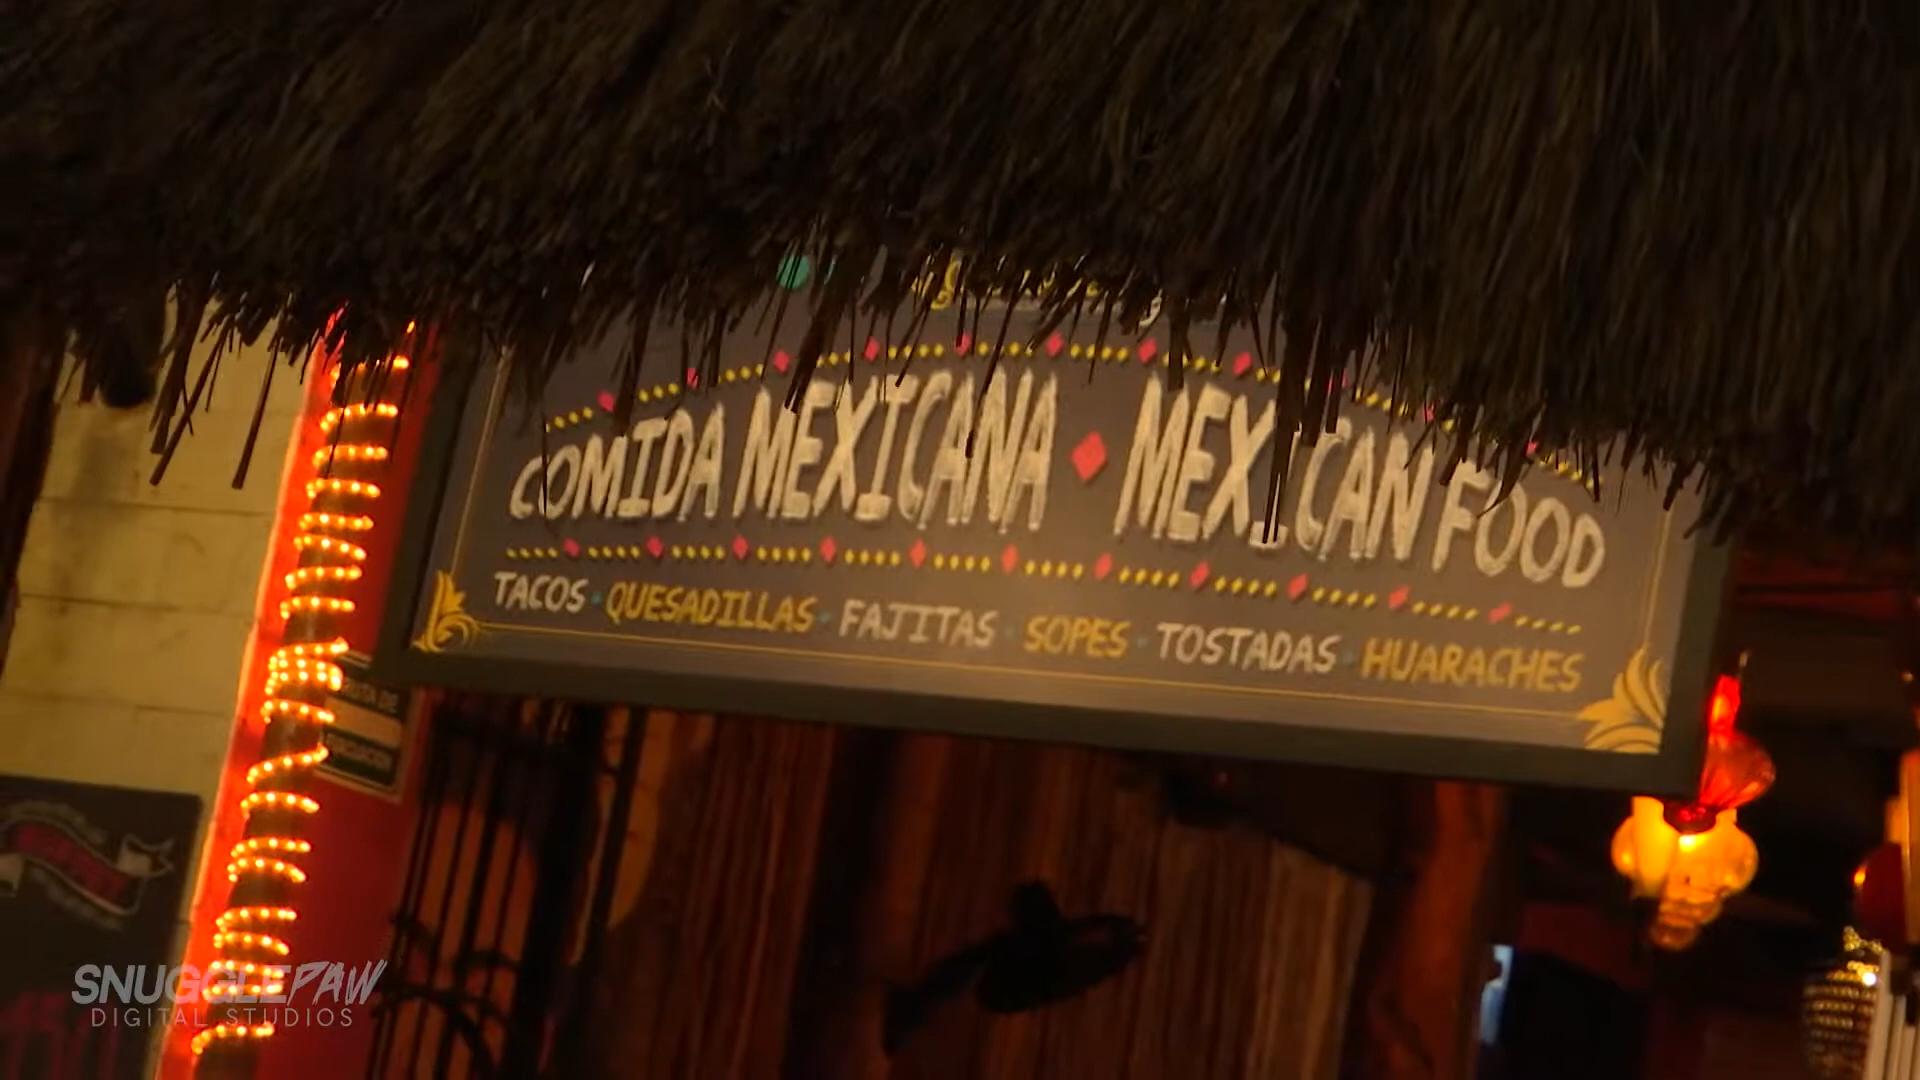 COMIDA MEXICANA MEXICAN FOOD
TACOS · QUESADILLAS · FAJITAS · SOPES · TOSTADAS · HUARACHES
SNUGGLEPAW
DIGITAL STUDIOS